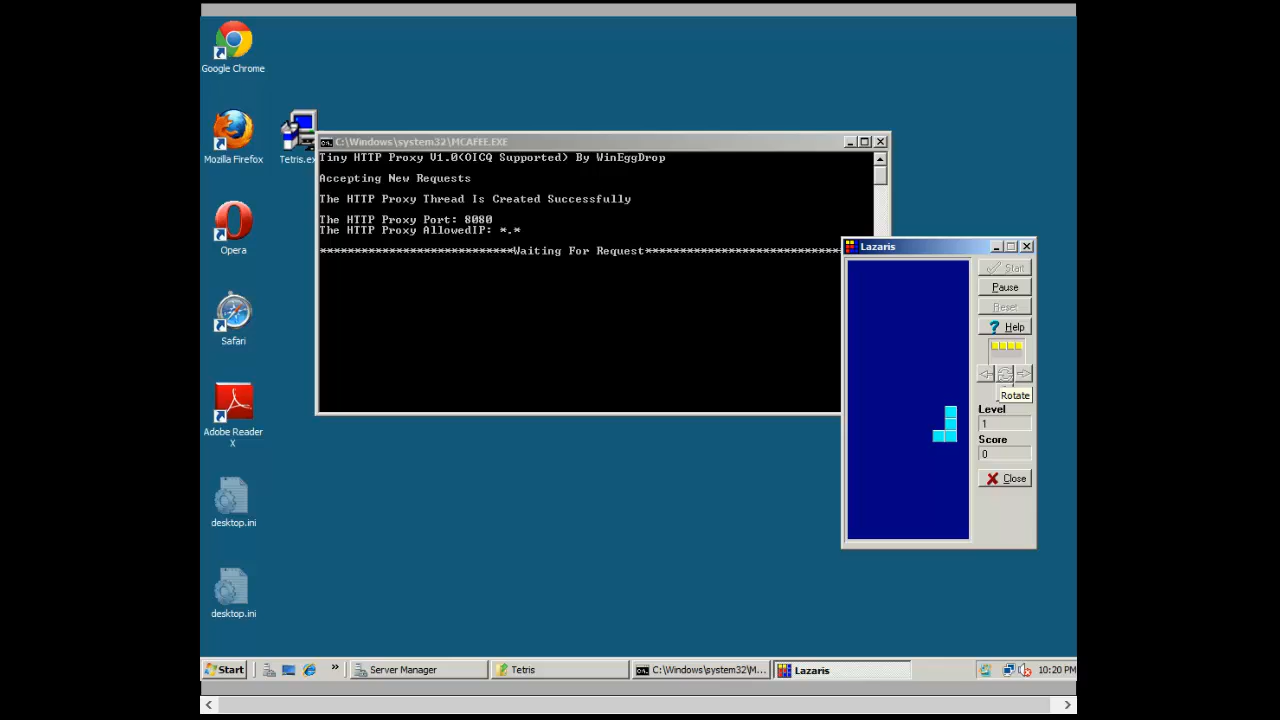 Google Chrome
Mozilla Firefox
Tetris.ex
Opera
Safari
Adobe Reader
X
desktop.ini
desktop.ini
C:\Windows\system32\MCAFEE.EXE
Tiny HTTP Proxy V1.0(OICQ Supported) By WinEggDrop
Accepting New Requests
The HTTP Proxy Thread Is Created Successfully
The HTTP Proxy Port: 8080
The HTTP Proxy AllowedIP: *.*
****************************Waiting For Request****************************
Lazaris
Start
Pause
Reset
? Help
Rotate
Level
1
Score
0
Close
Start
»
Server Manager
Tetris
C:\Windows\system32\M...
Lazaris
10:20 PM